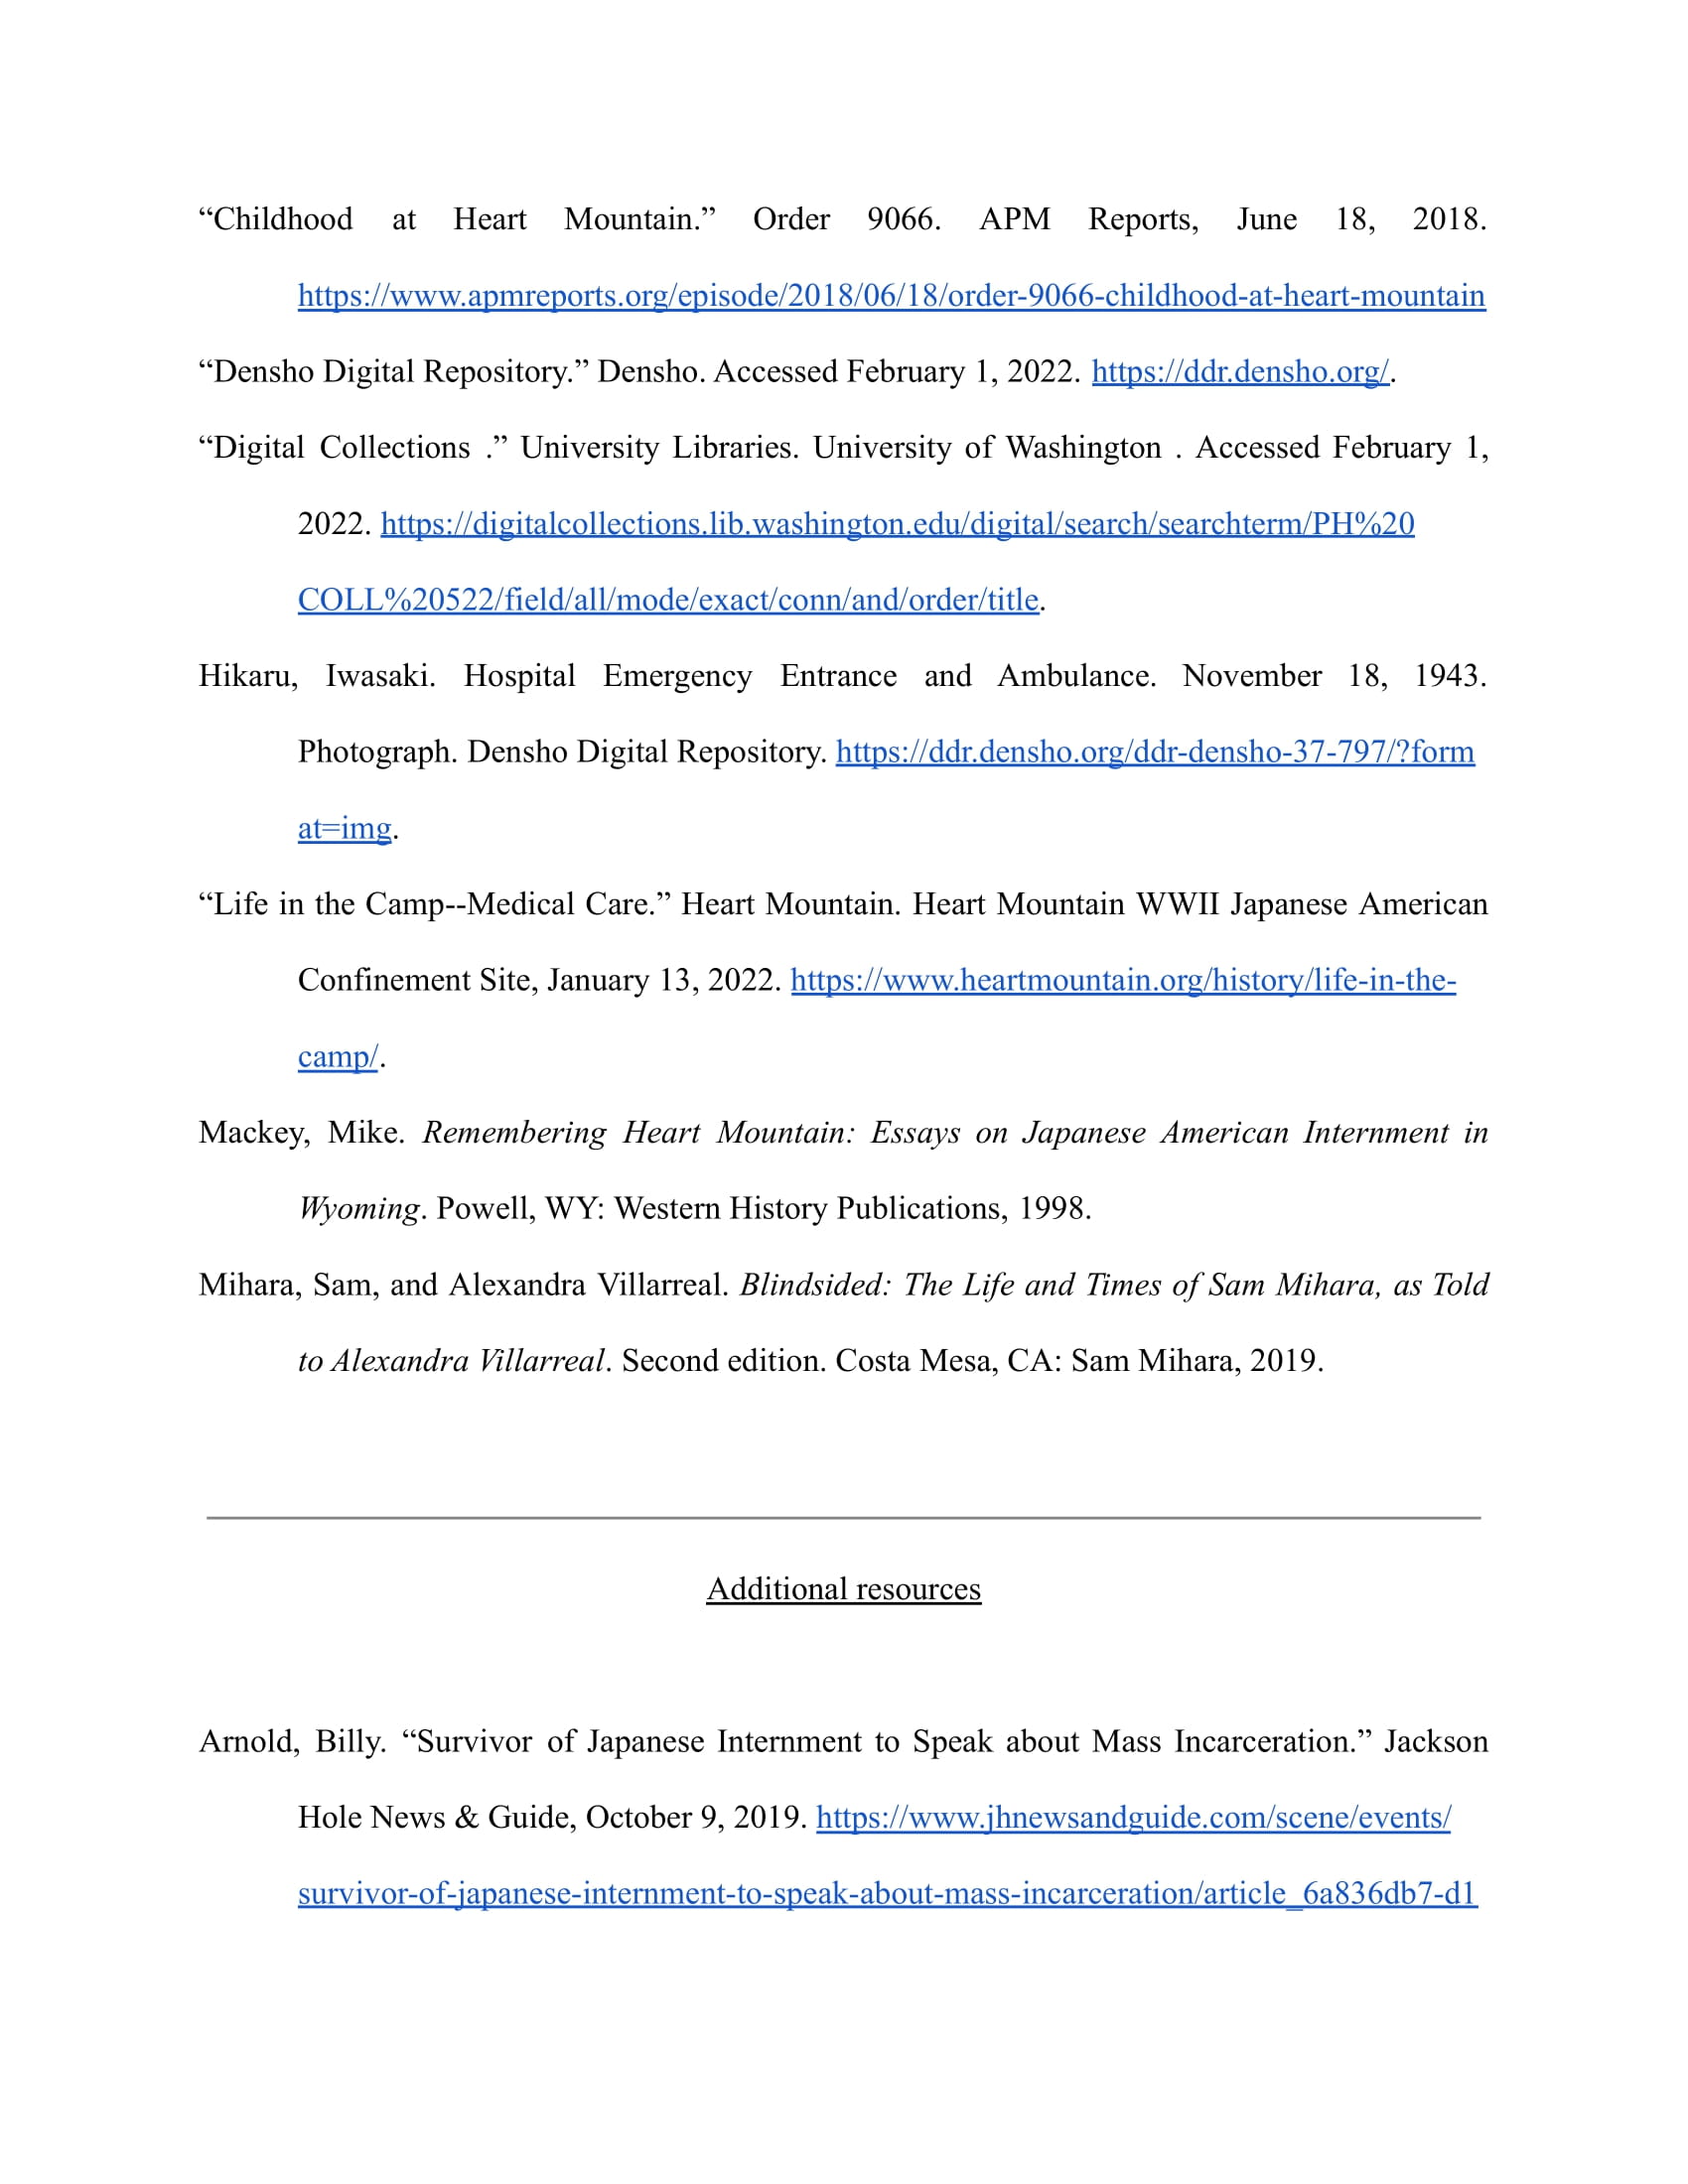 “Childhood at Heart Mountain.” Order 9066. APM Reports, June 18, 2018.
https://www.apmreports.org/episode/2018/06/18/order-9066-childhood-at-heart-mountain
“Densho Digital Repository.” Densho. Accessed February 1, 2022. https://ddr.densho.org/.
“Digital Collections .” University Libraries. University of Washington . Accessed February 1,
2022. https://digitalcollections.lib.washington.edu/digital/search/searchterm/PH%20
COLL%20522/field/all/mode/exact/conn/and/order/title.
Hikaru, Iwasaki. Hospital Emergency Entrance and Ambulance. November 18, 1943.
Photograph. Densho Digital Repository. https://ddr.densho.org/ddr-densho-37-797/?form
at=img.
“Life in the Camp--Medical Care.” Heart Mountain. Heart Mountain WWII Japanese American
Confinement Site, January 13, 2022. https://www.heartmountain.org/history/life-in-the-
camp/.
Mackey, Mike. Remembering Heart Mountain: Essays on Japanese American Internment in
Wyoming. Powell, WY: Western History Publications, 1998.
Mihara, Sam, and Alexandra Villarreal. Blindsided: The Life and Times of Sam Mihara, as Told
to Alexandra Villarreal. Second edition. Costa Mesa, CA: Sam Mihara, 2019.
Additional resources
Arnold, Billy. “Survivor of Japanese Internment to Speak about Mass Incarceration.” Jackson
Hole News & Guide, October 9, 2019. https://www.jhnewsandguide.com/scene/events/
survivor-of-japanese-internment-to-speak-about-mass-incarceration/article_6a836db7-d1